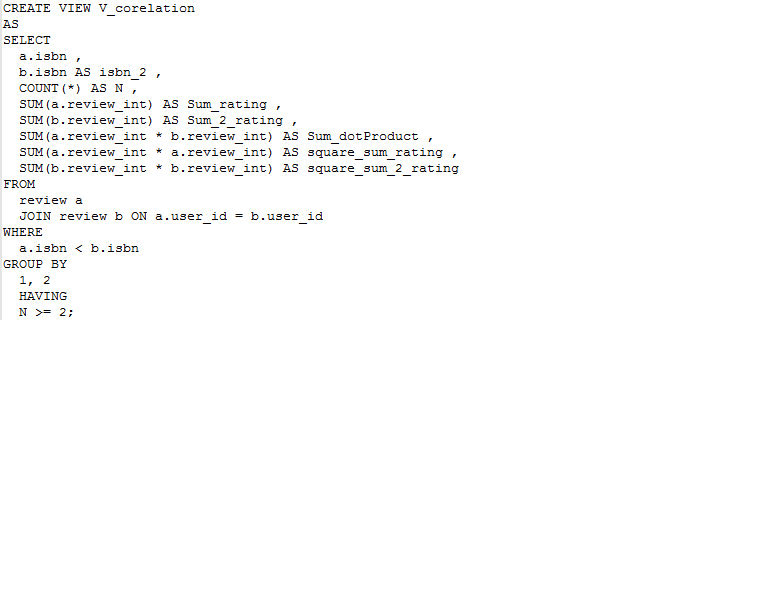 CREATE VIEW V_corelation
AS
SELECT
a.isbn ,
b.isbn AS isbn_2 ,
COUNT(*) AS N ,
SUM(a.review_int) AS Sum_rating ,
SUM(b.review_int) AS Sum_2_rating ,
SUM(a.review_int * b.review_int) AS Sum_dotProduct ,
SUM(a.review_int * a.review_int) AS square_sum_rating ,
SUM(b.review_int * b.review_int) AS square_sum_2_rating
FROM
review a
JOIN review b ON a.user_id = b.user_id
WHERE
a.isbn < b.isbn
GROUP BY
1, 2
HAVING
N >= 2;